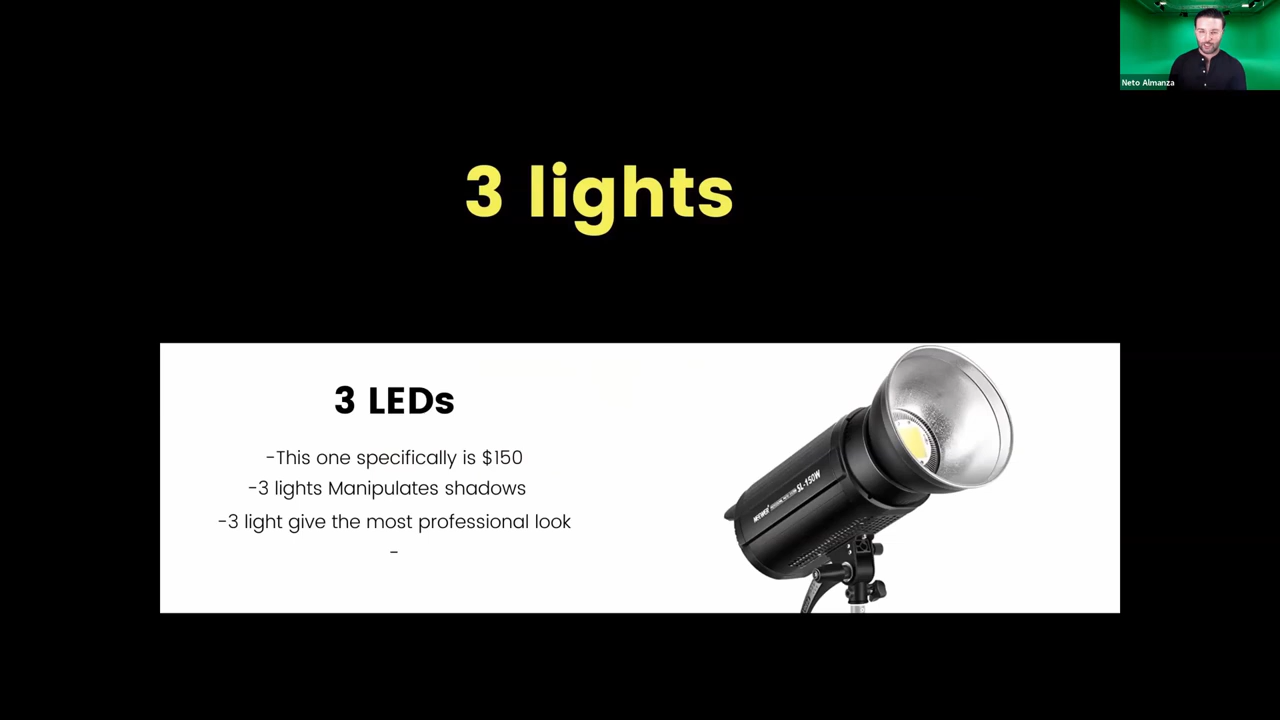 Neto Almanza
3 lights
3 LEDs
-This one specifically is $150
-3 lights Manipulates shadows
-3 light give the most professional look
-
NEEWER
SL-150W